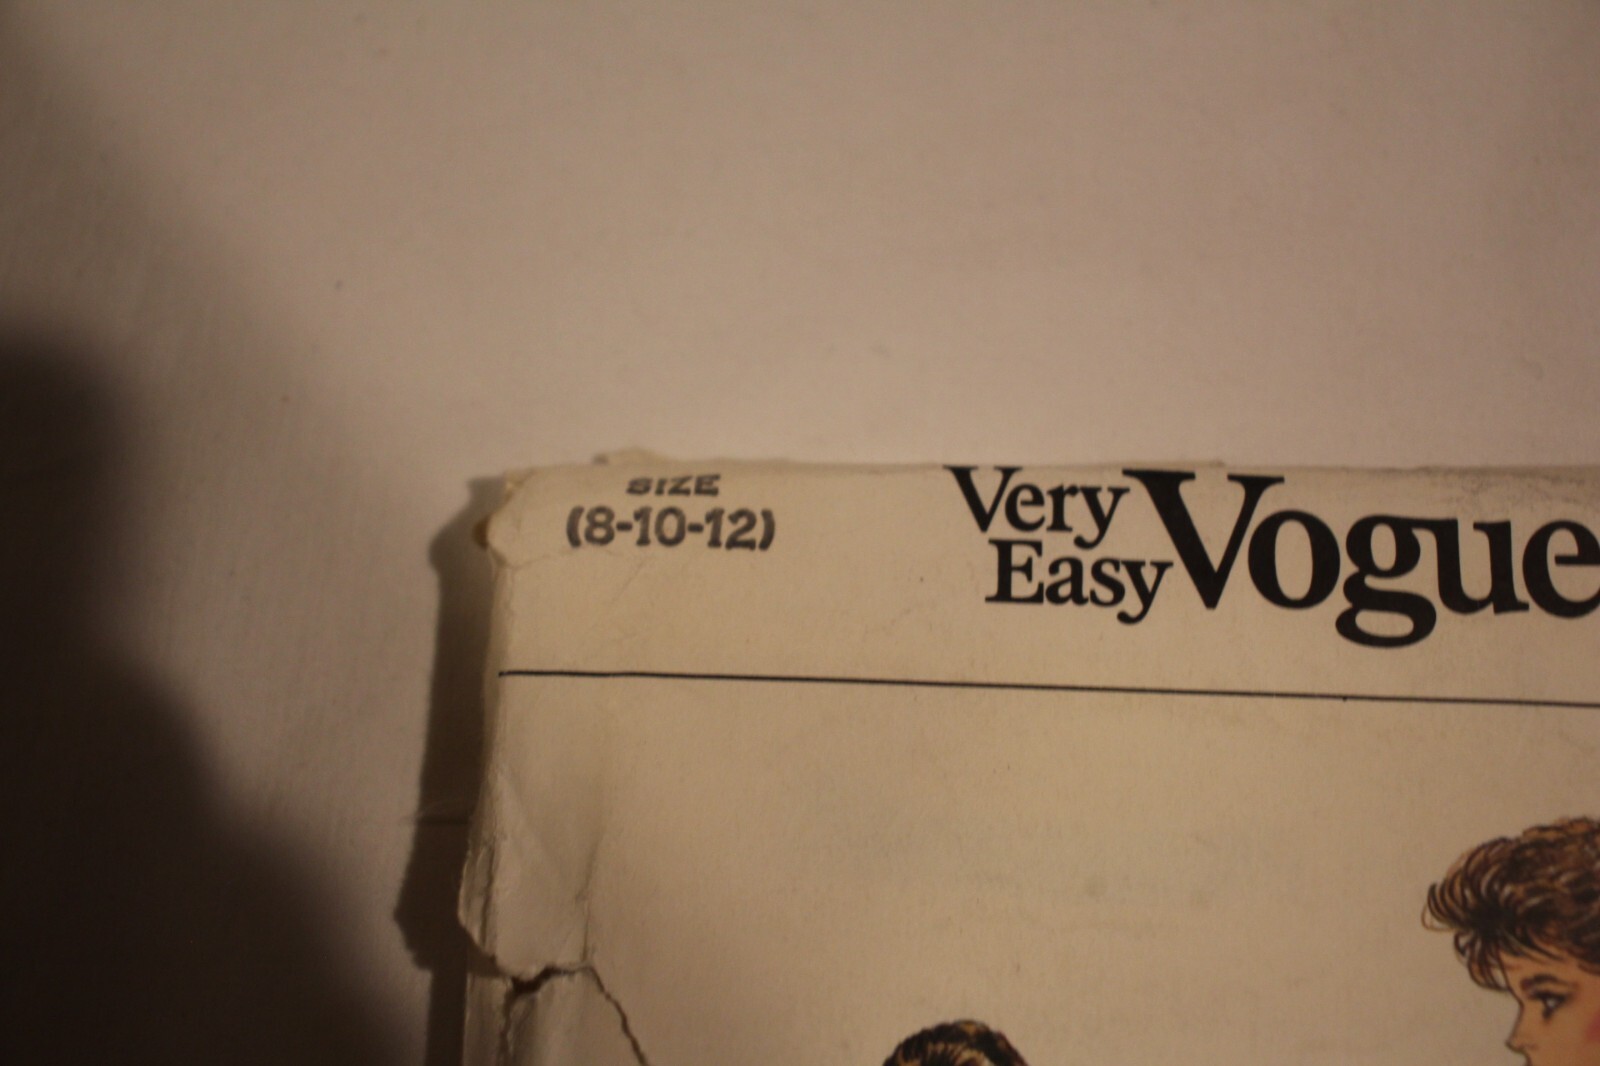 SIZE
(8-10-12)
Very
Easy Vogue